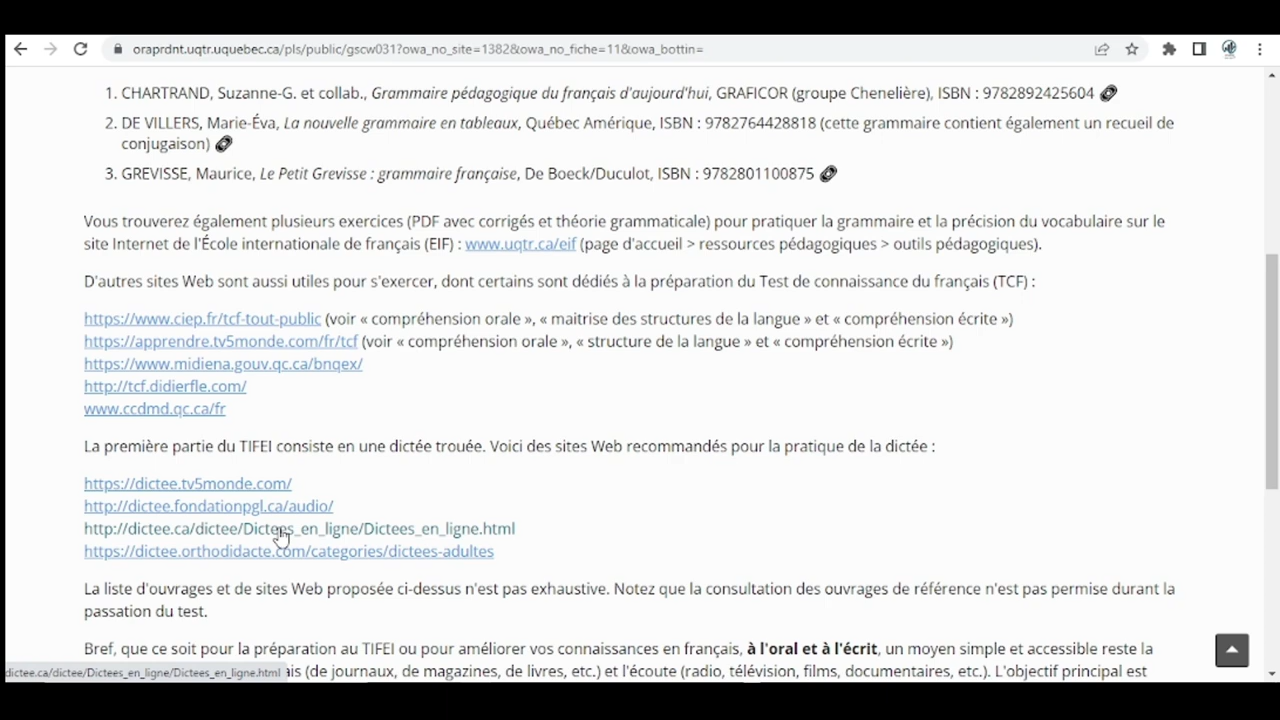 oraprdnt.uqtr.uquebec.ca/pls/public/gscw031?owa_no_site=1382&owa_no_fiche=11&owa_bottin=
1. CHARTRAND, Suzanne-G. et collab., Grammaire pédagogique du français d'aujourd'hui, GRAFICOR (groupe Chenelière), ISBN : 9782892425604
2. DE VILLERS, Marie-Éva, La nouvelle grammaire en tableaux, Québec Amérique, ISBN : 9782764428818 (cette grammaire contient également un recueil de
conjugaison)
3. GREVISSE, Maurice, Le Petit Grevisse : grammaire française, De Boeck/Duculot, ISBN : 9782801100875
Vous trouverez également plusieurs exercices (PDF avec corrigés et théorie grammaticale) pour pratiquer la grammaire et la précision du vocabulaire sur le
site Internet de l'École internationale de français (EIF) : www.uqtr.ca/eif (page d'accueil > ressources pédagogiques > outils pédagogiques).
D'autres sites Web sont aussi utiles pour s'exercer, dont certains sont dédiés à la préparation du Test de connaissance du français (TCF) :
https://www.ciep.fr/tcf-tout-public (voir « compréhension orale », « maitrise des structures de la langue » et « compréhension écrite »)
https://apprendre.tv5monde.com/fr/tcf (voir « compréhension orale », « structure de la langue » et « compréhension écrite »)
https://www.midiena.gouv.qc.ca/bnqex/
http://tcf.didierfle.com/
www.ccdmd.qc.ca/fr
La première partie du TIFEI consiste en une dictée trouée. Voici des sites Web recommandés pour la pratique de la dictée :
https://dictee.tv5monde.com/
http://dictee.fondationpgl.ca/audio/
http://dictee.ca/dictee/Dictees_en_ligne/Dictees_en_ligne.html
https://dictee.orthodidacte.com/categories/dictees-adultes
La liste d'ouvrages et de sites Web proposée ci-dessus n'est pas exhaustive. Notez que la consultation des ouvrages de référence n'est pas permise durant la
passation du test.
Bref, que ce soit pour la préparation au TIFEI ou pour améliorer vos connaissances en français, à l'oral et à l'écrit, un moyen simple et accessible reste la
dictee.ca/dictee/Dictees_en_ligne/Dictees_en_ligne.html
(de journaux, de magazines, de livres, etc.) et l'écoute (radio, télévision, films, documentaires, etc.). L'objectif principal est